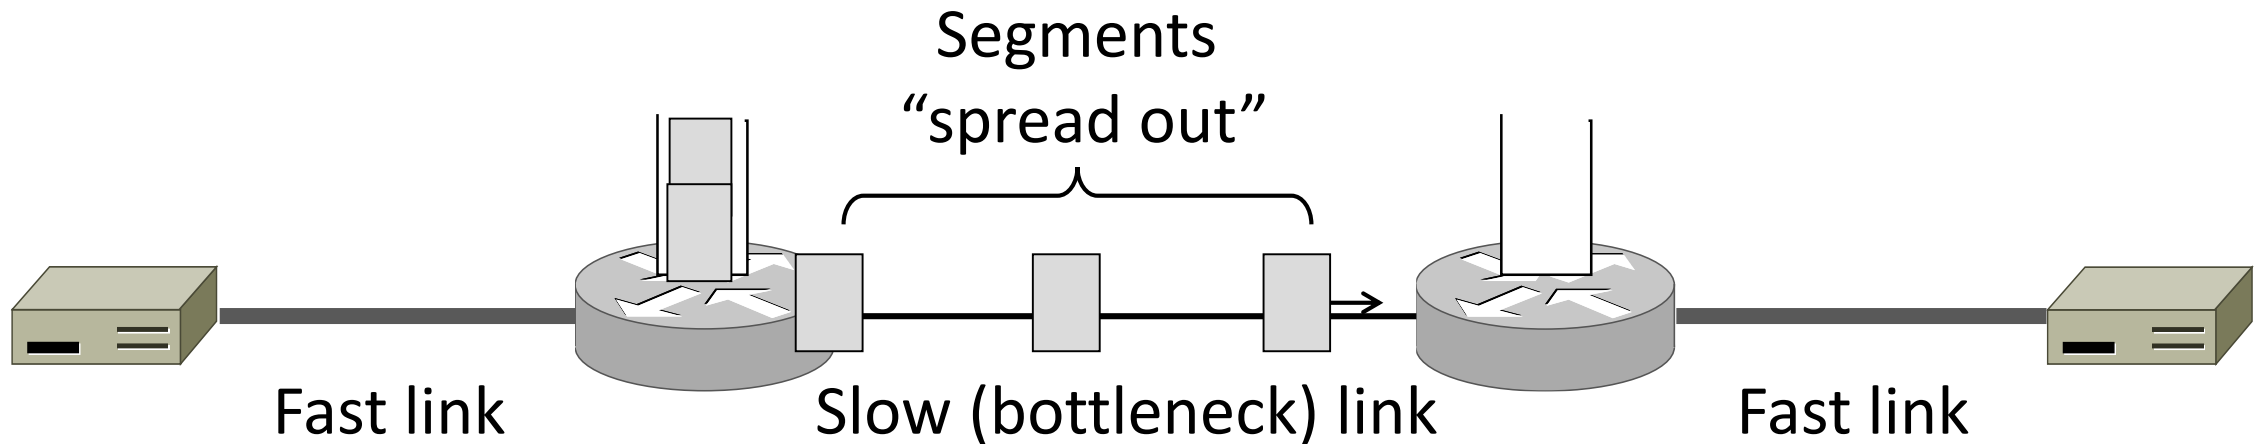 Segments
“spread out”
Fast link
Slow (bottleneck) link
Fast link